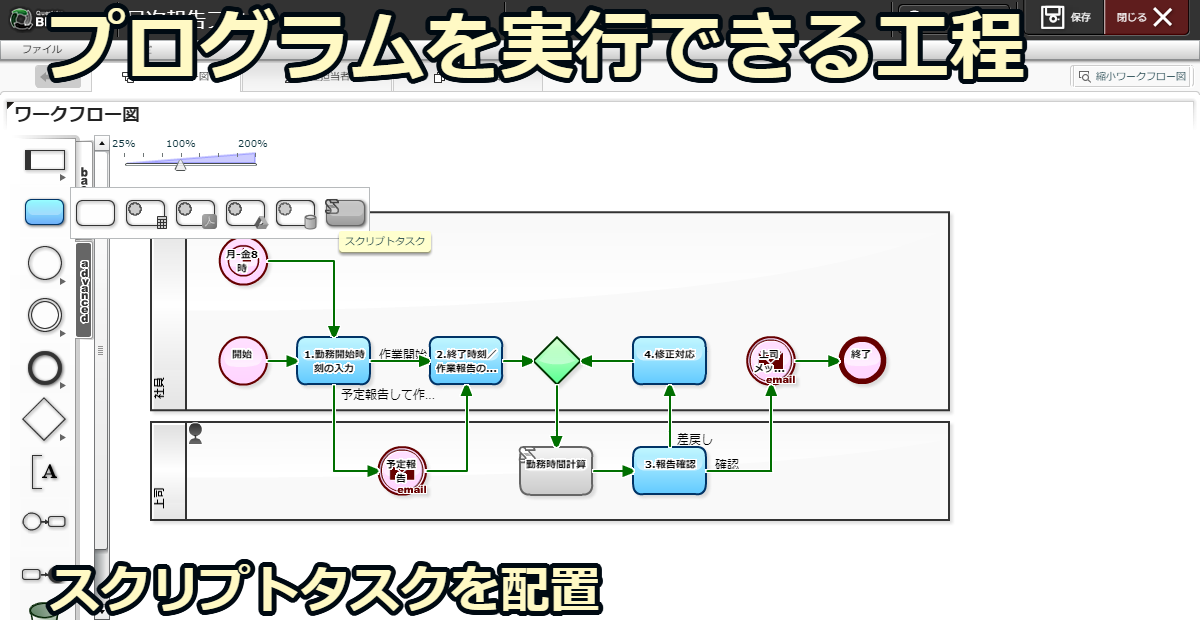 プログラムを実行できる工程
保存
閉じる
ファイル
縮小ワークフロー図
ワークフロー図
25%
100%
200%
advanced
スクリプトタスク
月-金8
時
開始
1.勤務開始時
刻の入力
作業開始
2.終了時刻／
作業報告の...
4.修正対応
上司
メッ...
email
終了
社員
予定報告して作...
差戻し
予定報
告
email
勤務時間計算
3.報告確認
確認
上司
A
スクリプトタスクを配置